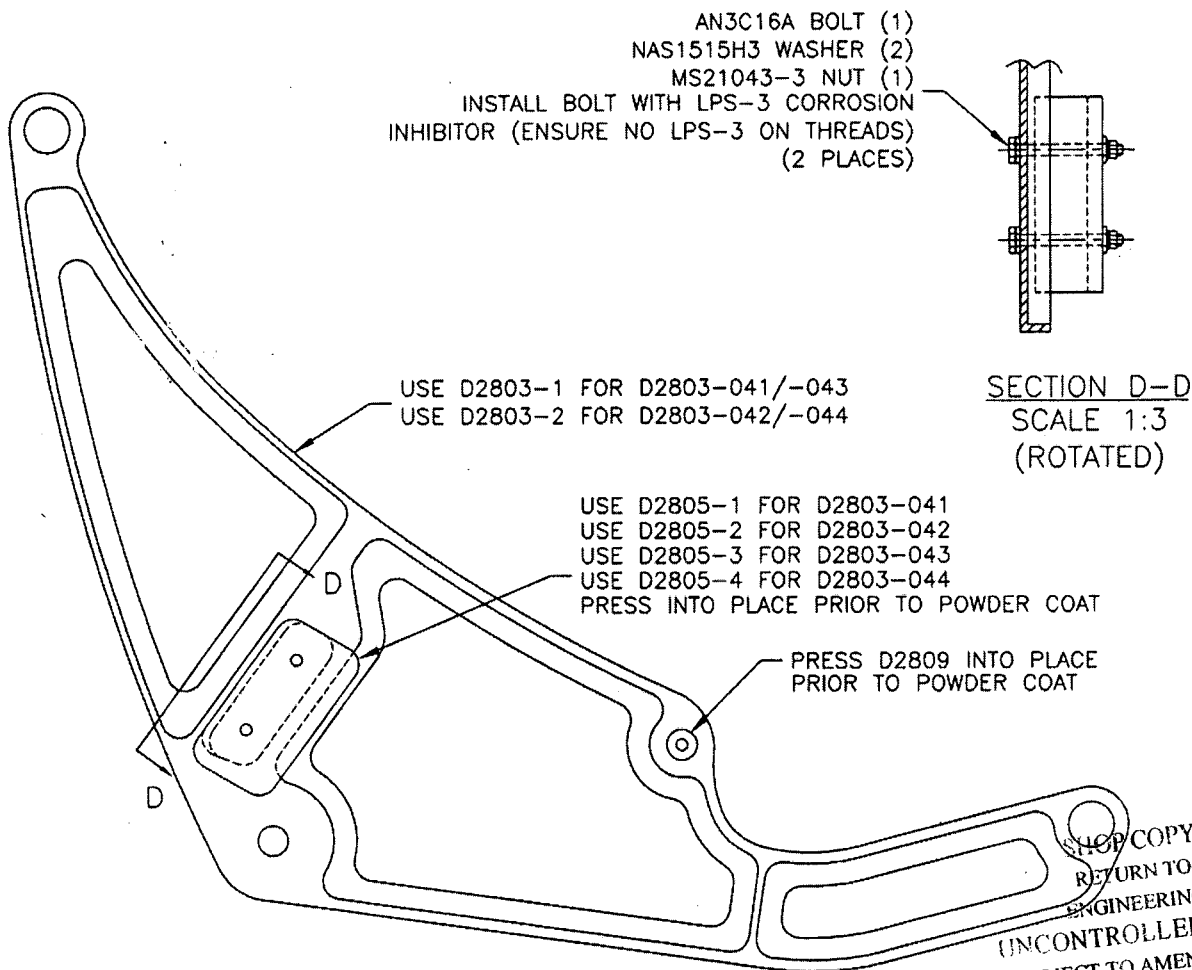 AN3C16A BOLT (1)
NAS1515H3 WASHER (2)
MS21043-3 NUT (1)
INSTALL BOLT WITH LPS-3 CORROSION
INHIBITOR (ENSURE NO LPS-3 ON THREADS)
(2 PLACES)
SECTION D-D
SCALE 1:3
(ROTATED)
USE D2803-1 FOR D2803-041/-043
USE D2803-2 FOR D2803-042/-044
USE D2805-1 FOR D2803-041
USE D2805-2 FOR D2803-042
USE D2805-3 FOR D2803-043
USE D2805-4 FOR D2803-044
PRESS INTO PLACE PRIOR TO POWDER COAT
D
PRESS D2809 INTO PLACE
PRIOR TO POWDER COAT
D
SHOP COPY
RETURN TO
UNCONTROLLE
TO AMEN